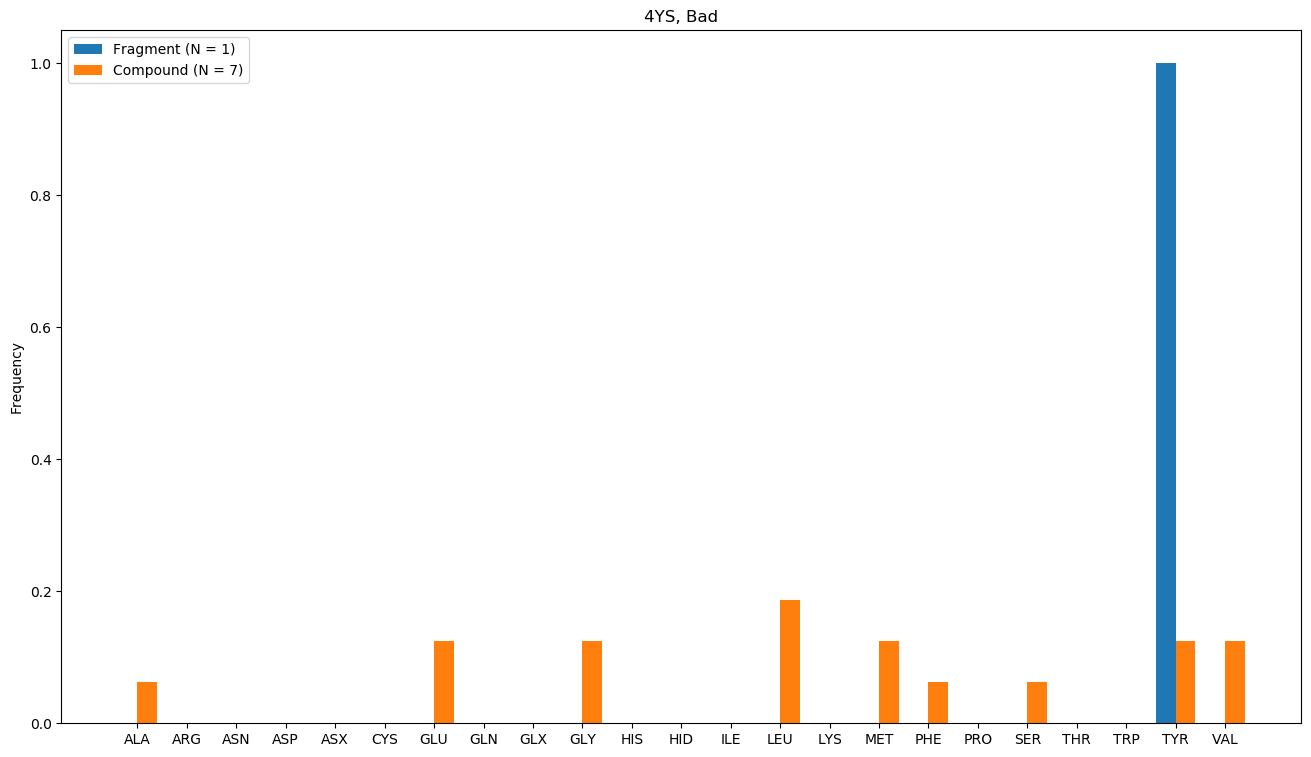 4YS, Bad
Fragment (N = 1)
Compound (N = 7)
Frequency
1.0
0.8
0.6
0.4
0.2
0.0
ALA ARG ASN ASP ASX CYS GLU GLN GLX GLY HIS HID ILE LEU LYS MET PHE PRO SER THR TRP TYR VAL